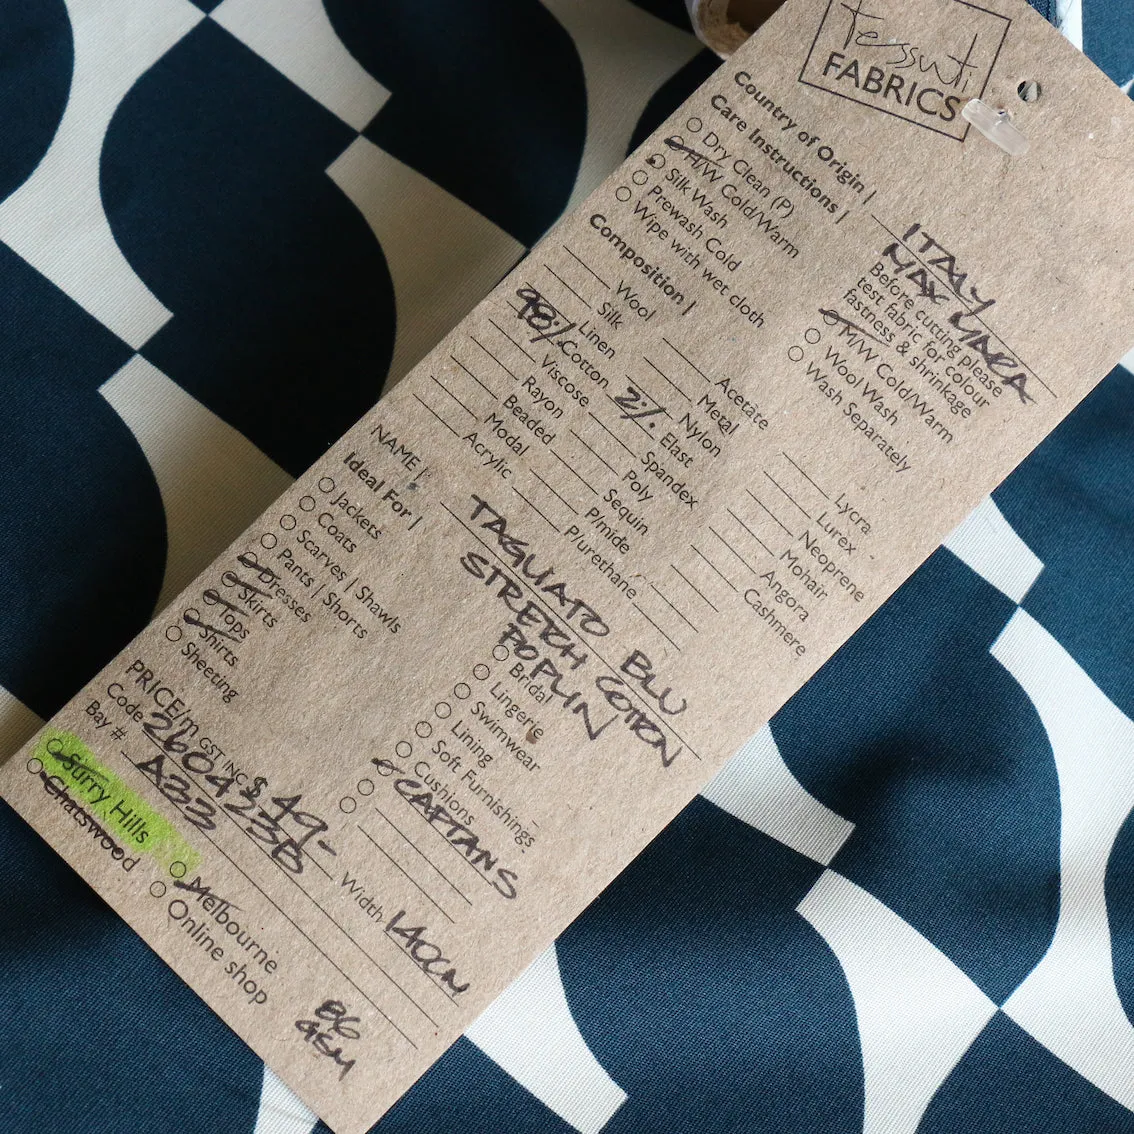 tessuti
FABRICS
Country of Origin | ITALY
MAX MARA
Care Instructions | Before cutting please
test fabric for colour
fastness & shrinkage
Dry Clean (P)
H/W Cold/Warm
Silk Wash
Prewash Cold
Wipe with wet cloth
M/W Cold/Warm
Wool Wash
Wash Separately
Composition |
Wool
Silk
Linen
98% Cotton
Viscose
Rayon
Beaded
Modal
Acrylic
Acetate
Metal
Nylon
2% Elast
Spandex
Poly
Sequin
P/mide
P/urethane
Lycra
Lurex
Neoprene
Mohair
Angora
Cashmere
NAME | TAGUATO BLU
STRETCH COTTON
POPLIN
Ideal For |
Jackets
Coats
Scarves | Shawls
Pants | Shorts
Dresses
Skirts
Tops
Shirts
Sheeting
Bridal
Lingerie
Swimwear
Lining
Soft Furnishings
Cushions
CAFTANS
PRICE/m GST INC $ 49-
Width 140CM
Code 260423B
Bay # A33
Surry Hills
Chatswood
Melbourne
Online shop
86
GSM